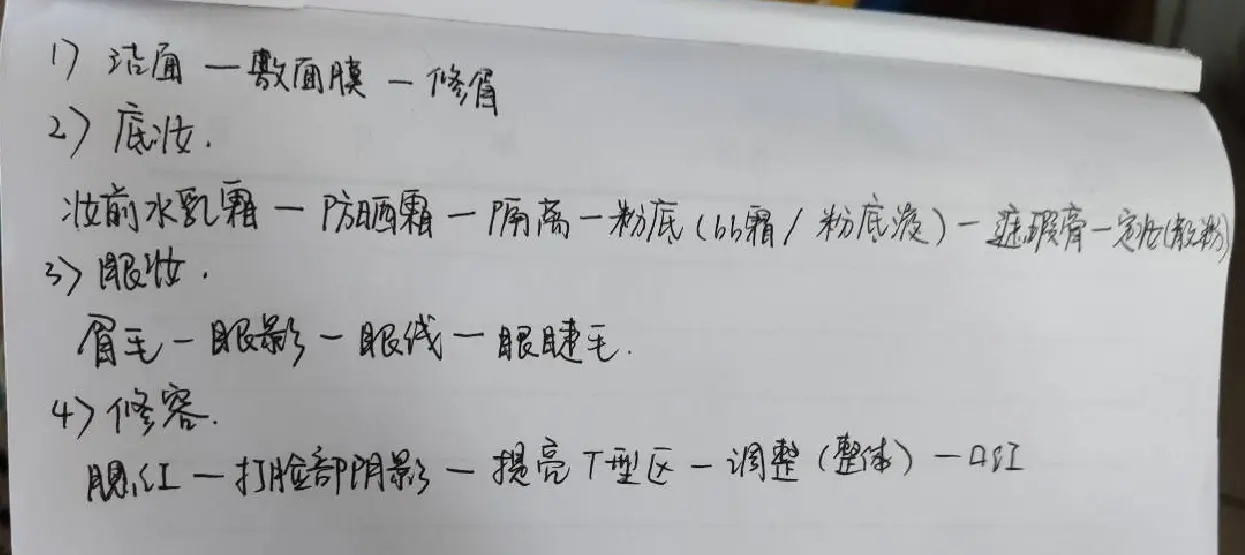 1) 洁面 — 敷面膜 — 修眉
2) 底妆.
妆前水乳霜 — 防晒霜 — 隔离 — 粉底 (bb霜 / 粉底液) — 遮瑕膏 — 定妆(散粉)
3) 眼妆.
眉毛 — 眼影 — 眼线 — 眼睫毛.
4) 修容.
腮红 — 打脸部阴影 — 提亮T型区 — 调整 (整体) — 口红